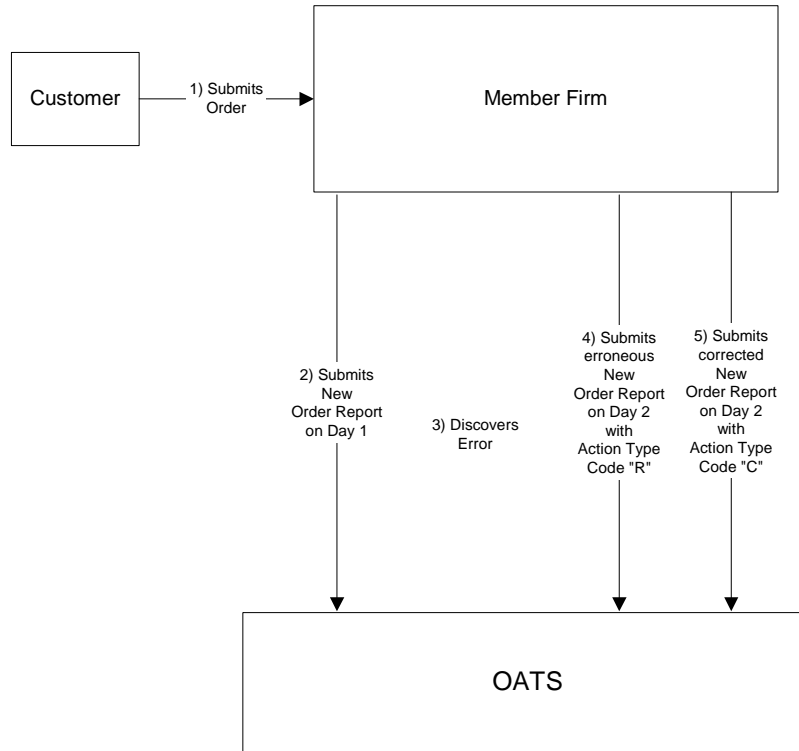 Customer
1) Submits
Order
Member Firm
2) Submits
New
Order Report
on Day 1
3) Discovers
Error
4) Submits
erroneous
New
Order Report
on Day 2
with
Action Type
Code "R"
5) Submits
corrected
New
Order Report
on Day 2
with
Action Type
Code "C"
OATS